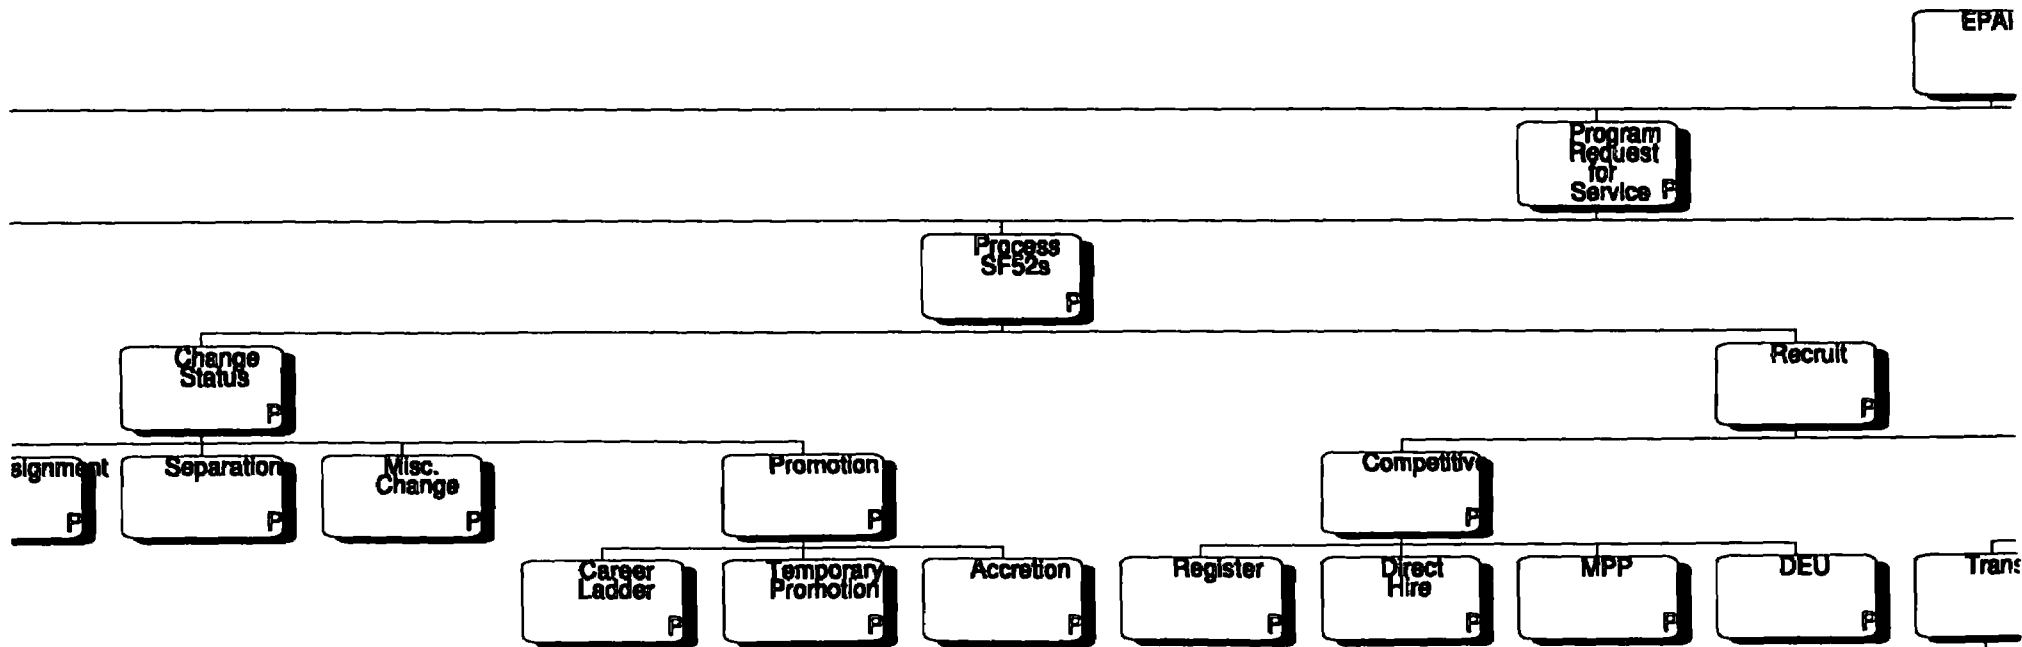 EPAI
Program
Request
for
Service P
Process
SF52s
P
Change
Status
P
Recruit
P
signment
P
Separation
P
Misc.
Change
P
Promotion
P
Competitive
P
Career
Ladder
P
Temporary
Promotion
P
Accretion
P
Register
P
Direct
Hire
P
MPP
P
DEU
P
Trans